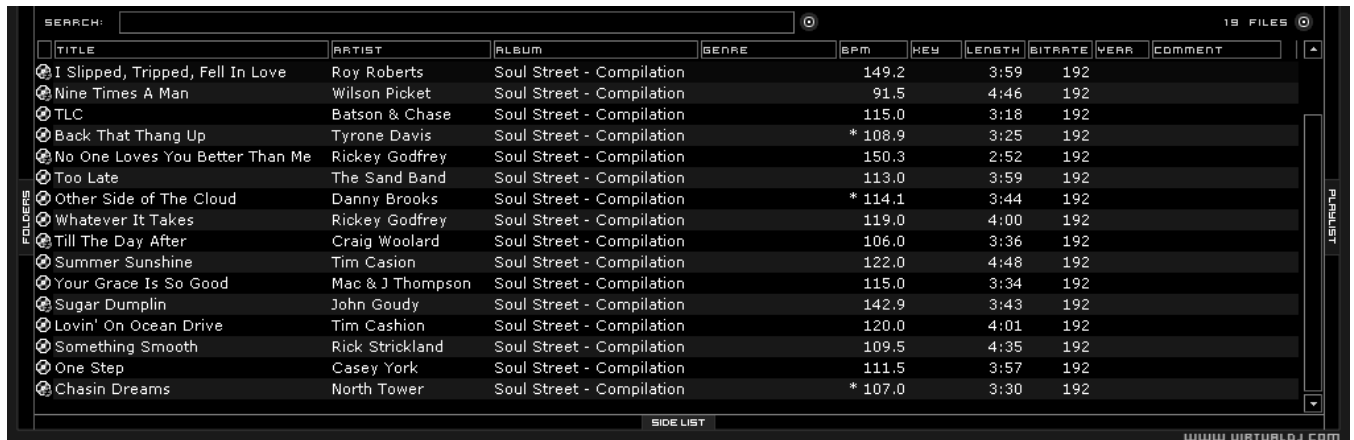 SEARCH: 19 FILES
TITLE ARTIST ALBUM GENRE BPM KEY LENGTH BITRATE YEAR COMMENT
I Slipped, Tripped, Fell In Love Roy Roberts Soul Street - Compilation 149.2 3:59 192
Nine Times A Man Wilson Picket Soul Street - Compilation 91.5 4:46 192
TLC Batson & Chase Soul Street - Compilation 115.0 3:18 192
Back That Thang Up Tyrone Davis Soul Street - Compilation * 108.9 3:25 192
No One Loves You Better Than Me Rickey Godfrey Soul Street - Compilation 150.3 2:52 192
Too Late The Sand Band Soul Street - Compilation 113.0 3:59 192
Other Side of The Cloud Danny Brooks Soul Street - Compilation * 114.1 3:44 192
Whatever It Takes Rickey Godfrey Soul Street - Compilation 119.0 4:00 192
Till The Day After Craig Woolard Soul Street - Compilation 106.0 3:36 192
Summer Sunshine Tim Casion Soul Street - Compilation 122.0 4:48 192
Your Grace Is So Good Mac & J Thompson Soul Street - Compilation 115.0 3:34 192
Sugar Dumplin John Goudy Soul Street - Compilation 142.9 3:43 192
Lovin' On Ocean Drive Tim Cashion Soul Street - Compilation 120.0 4:01 192
Something Smooth Rick Strickland Soul Street - Compilation 109.5 4:35 192
One Step Casey York Soul Street - Compilation 111.5 3:57 192
Chasin Dreams North Tower Soul Street - Compilation * 107.0 3:30 192
FOLDERS
PLAYLIST
SIDE LIST
WWW.VIRTUALDJ.COM